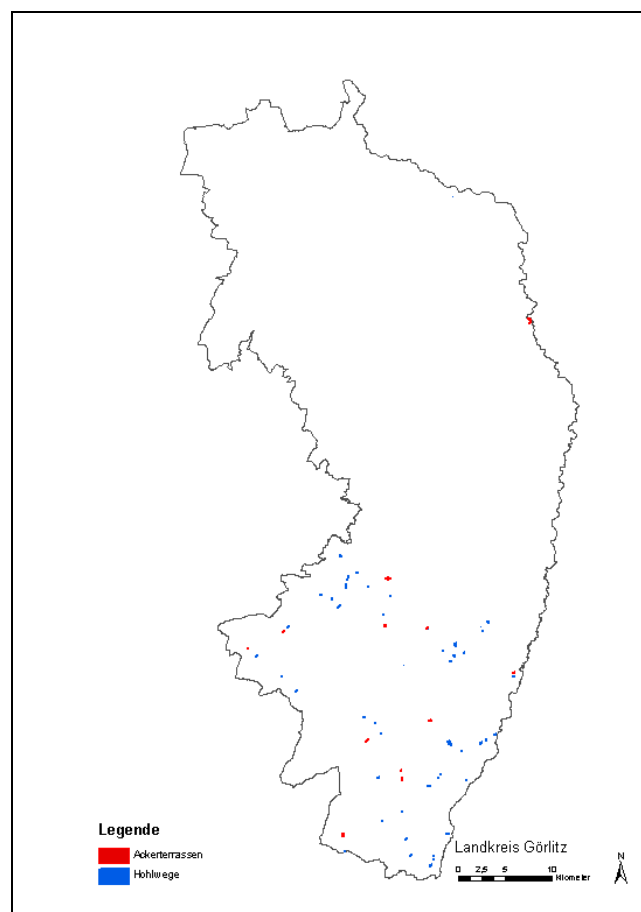 Legende
Ackerterrassen
Hohlwege
Landkreis Görlitz
0 2,5 5 10
Kilometer
N